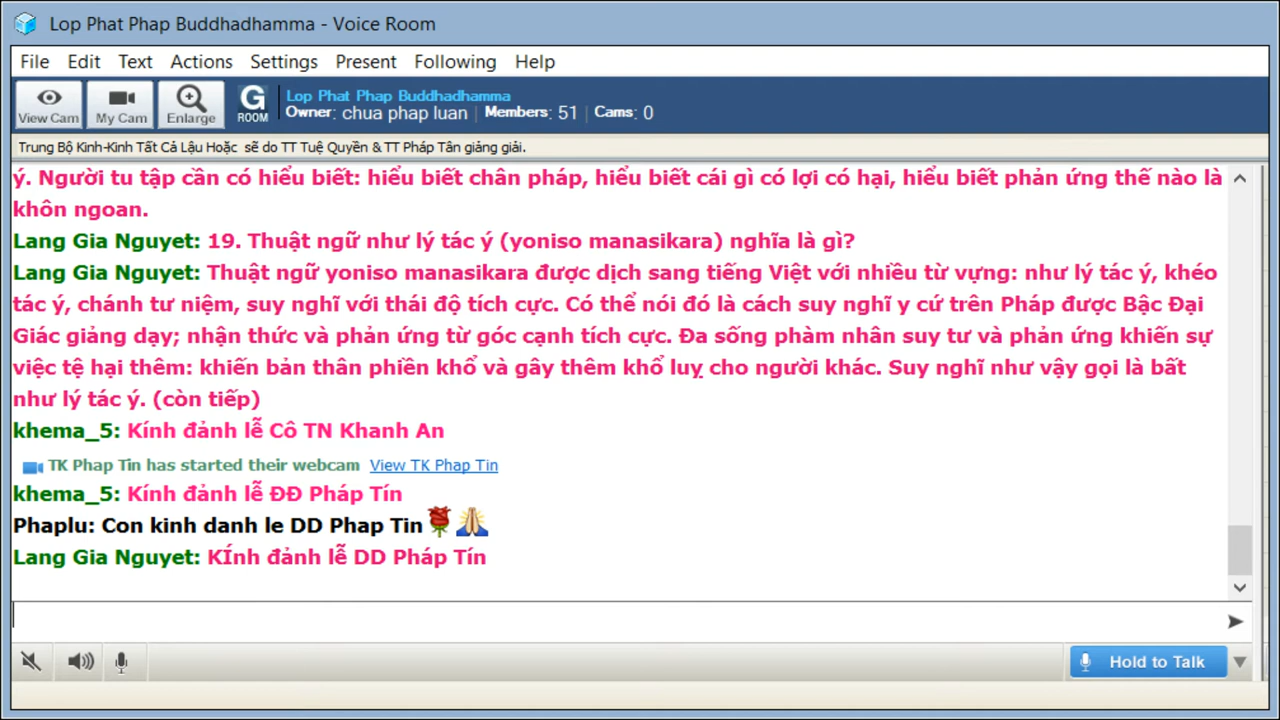 Lop Phat Phap Buddhadhamma - Voice Room
File Edit Text Actions Settings Present Following Help
View Cam My Cam Enlarge G ROOM Lop Phat Phap Buddhadhamma
Owner: chua phap luan | Members: 51 | Cams: 0
Trung Bộ Kinh-Kinh Tất Cả Lậu Hoặc sẽ do TT Tuệ Quyền & TT Pháp Tân giảng giải.
ý. Người tu tập cần có hiểu biết: hiểu biết chân pháp, hiểu biết cái gì có lợi có hại, hiểu biết phản ứng thế nào là
khôn ngoan.
Lang Gia Nguyet: 19. Thuật ngữ như lý tác ý (yoniso manasikara) nghĩa là gì?
Lang Gia Nguyet: Thuật ngữ yoniso manasikara được dịch sang tiếng Việt với nhiều từ vựng: như lý tác ý, khéo
tác ý, chánh tư niệm, suy nghĩ với thái độ tích cực. Có thể nói đó là cách suy nghĩ y cứ trên Pháp được Bậc Đại
Giác giảng dạy; nhận thức và phản ứng từ góc cạnh tích cực. Đa sống phàm nhân suy tư và phản ứng khiến sự
việc tệ hại thêm: khiến bản thân phiền khổ và gây thêm khổ luỵ cho người khác. Suy nghĩ như vậy gọi là bất
như lý tác ý. (còn tiếp)
khema_5: Kính đảnh lễ Cô TN Khanh An
TK Phap Tin has started their webcam View TK Phap Tin
khema_5: Kính đảnh lễ ĐĐ Pháp Tín
Phaplu: Con kinh danh le DD Phap Tin
Lang Gia Nguyet: KÍnh đảnh lễ DD Pháp Tín
Hold to Talk